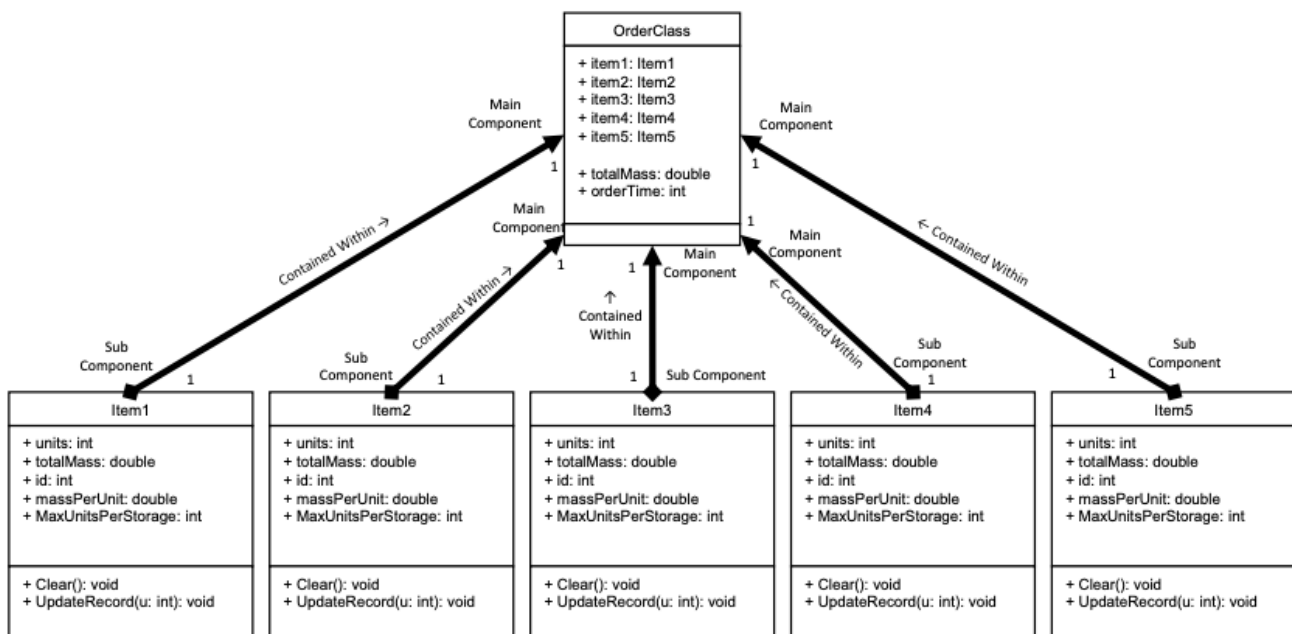 OrderClass
+ item1: Item1
+ item2: Item2
+ item3: Item3
+ item4: Item4
+ item5: Item5
+ totalMass: double
+ orderTime: int
Main
Component
1
Contained Within →
Sub
Component
1
Main
Component
1
Contained Within →
Sub
Component
1
Main
Component
1
↑
Contained
Within
1
Sub Component
1
Main
Component
← Contained Within
Sub
Component
1
Main
Component
1
← Contained Within
Sub
Component
1
Item1
+ units: int
+ totalMass: double
+ id: int
+ massPerUnit: double
+ MaxUnitsPerStorage: int
+ Clear(): void
+ UpdateRecord(u: int): void
Item2
+ units: int
+ totalMass: double
+ id: int
+ massPerUnit: double
+ MaxUnitsPerStorage: int
+ Clear(): void
+ UpdateRecord(u: int): void
Item3
+ units: int
+ totalMass: double
+ id: int
+ massPerUnit: double
+ MaxUnitsPerStorage: int
+ Clear(): void
+ UpdateRecord(u: int): void
Item4
+ units: int
+ totalMass: double
+ id: int
+ massPerUnit: double
+ MaxUnitsPerStorage: int
+ Clear(): void
+ UpdateRecord(u: int): void
Item5
+ units: int
+ totalMass: double
+ id: int
+ massPerUnit: double
+ MaxUnitsPerStorage: int
+ Clear(): void
+ UpdateRecord(u: int): void